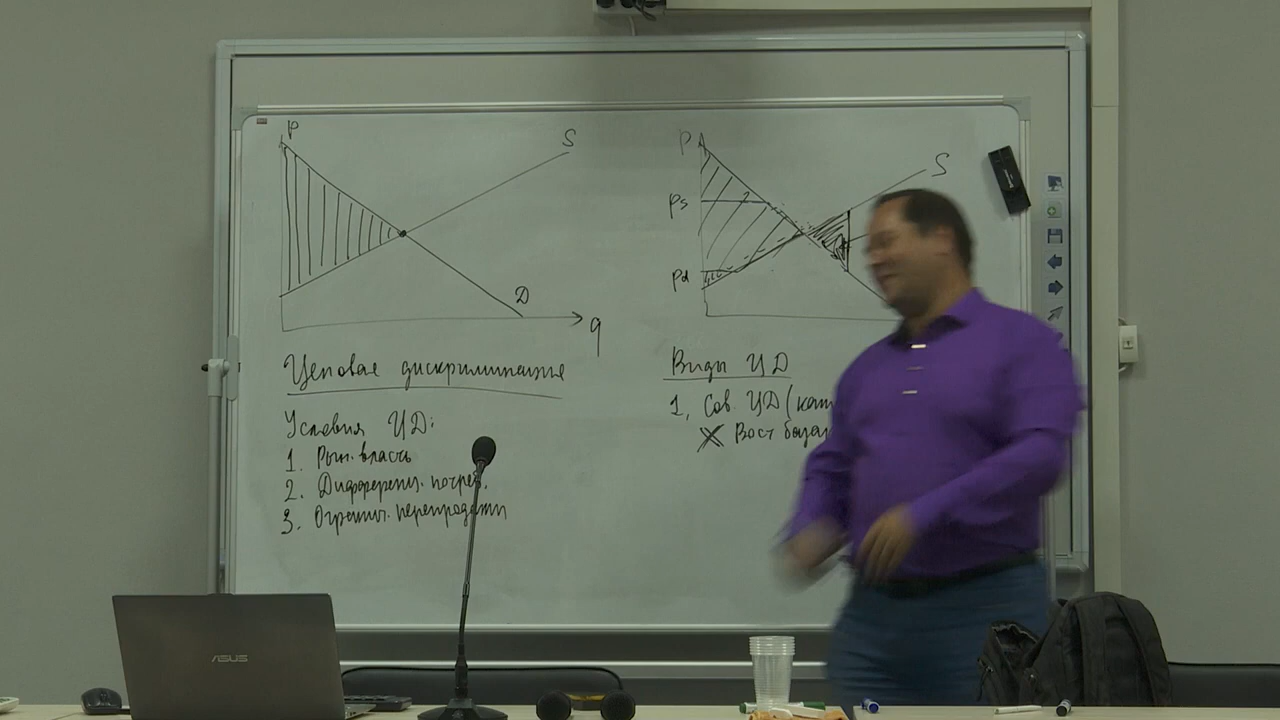 P
S
D
q
Ценовая дискриминация
Условия ЦД:
1. Рын. власть
2. Дифференц. потреб.
3. Огранич. перепродажи
P
S
Ps
Pd
Виды ЦД
1. Сов. ЦД (
Вост базар
ASUS